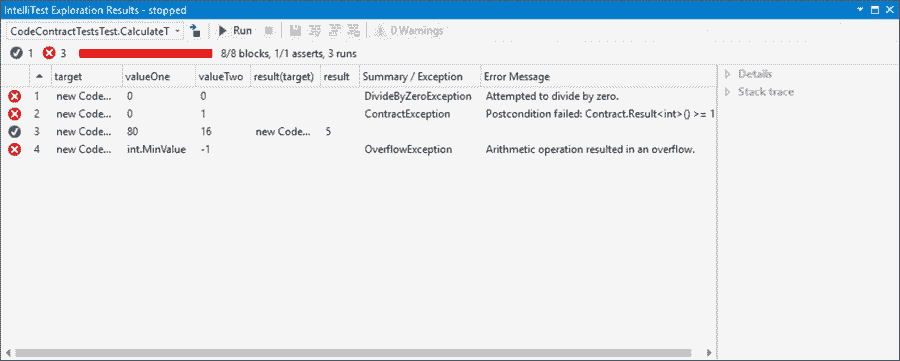 IntelliTest Exploration Results - stopped
CodeContractTestsTest.CalculateT Run 0 Warnings
1 3 8/8 blocks, 1/1 asserts, 3 runs
target valueOne valueTwo result(target) result Summary / Exception Error Message
1 new Code... 0 0 DivideByZeroException Attempted to divide by zero.
2 new Code... 0 1 ContractException Postcondition failed: Contract.Result<int>() >= 1
3 new Code... 80 16 new Code... 5
4 new Code... int.MinValue -1 OverflowException Arithmetic operation resulted in an overflow.
Details
Stack trace